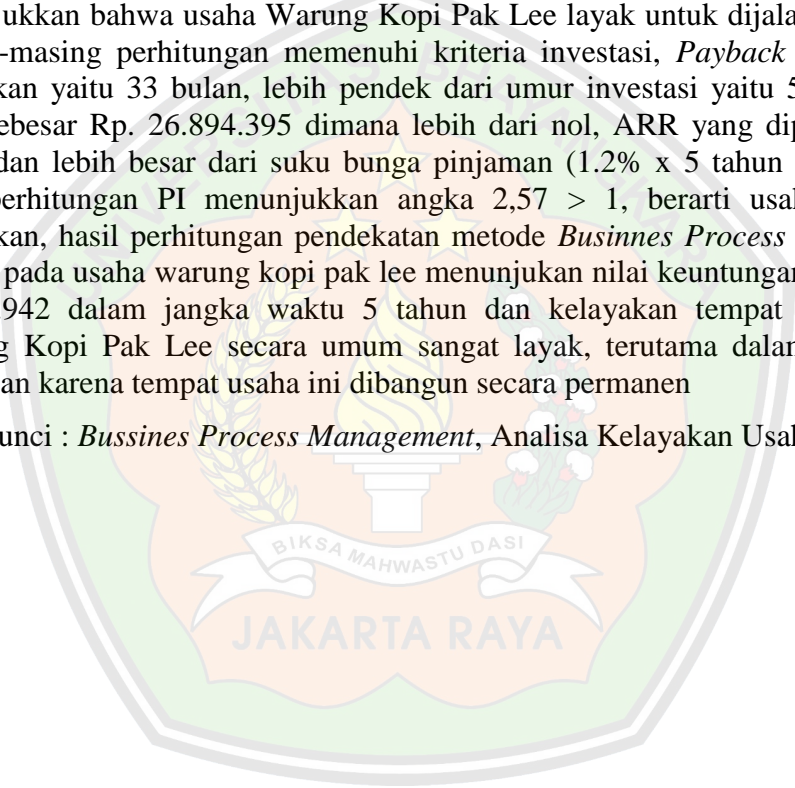 ukkan bahwa usaha Warung Kopi Pak Lee layak untuk dijala
-masing perhitungan memenuhi kriteria investasi, Payback
kan yaitu 33 bulan, lebih pendek dari umur investasi yaitu 5
ebesar Rp. 26.894.395 dimana lebih dari nol, ARR yang dip
dan lebih besar dari suku bunga pinjaman (1.2% x 5 tahun
perhitungan PI menunjukkan angka 2,57 > 1, berarti usal
kan, hasil perhitungan pendekatan metode Businnes Process
pada usaha warung kopi pak lee menunjukan nilai keuntungan
.942 dalam jangka waktu 5 tahun dan kelayakan tempat
g Kopi Pak Lee secara umum sangat layak, terutama dalan
an karena tempat usaha ini dibangun secara permanen
unci : Bussines Process Management, Analisa Kelayakan Usal
UNIVERSITAS BHAYANGKARA
BIKSA MAHWASTU DASI
JAKARTA RAYA